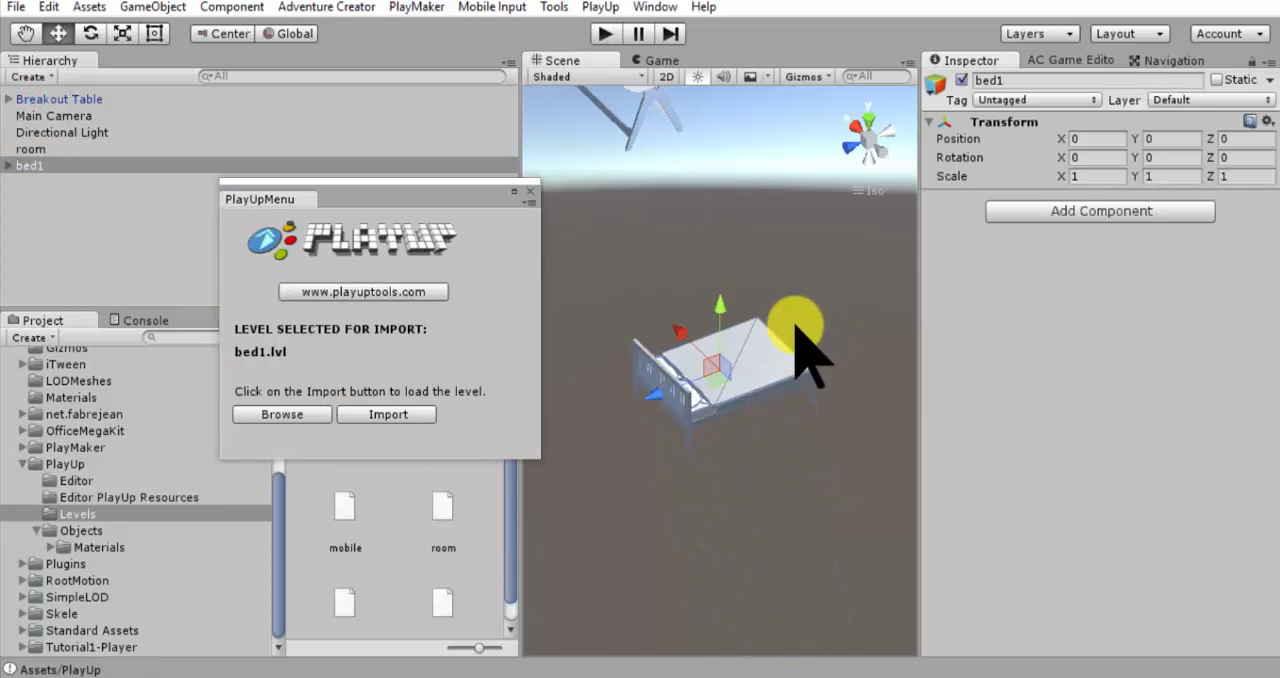 File Edit Assets GameObject Component Adventure Creator PlayMaker Mobile Input Tools PlayUp Window Help
Center Global Layers Layout Account
Hierarchy
Create All
Breakout Table
Main Camera
Directional Light
room
bed1
PlayUpMenu
PLAYUP
www.playuptools.com
LEVEL SELECTED FOR IMPORT:
bed1.lvl
Click on the Import button to load the level.
Browse Import
Project Console
Create
Gizmos
iTween
LODMeshes
Materials
net.fabrejean
OfficeMegaKit
PlayMaker
PlayUp
Editor
Editor PlayUp Resources
Levels
Objects
Materials
Plugins
RootMotion
SimpleLOD
Skele
Standard Assets
Tutorial1-Player
mobile room
Assets/PlayUp
Scene Game
Shaded 2D Gizmos All
y
x
Iso
Inspector AC Game Edito Navigation
bed1 Static
Tag Untagged Layer Default
Transform
Position X 0 Y 0 Z 0
Rotation X 0 Y 0 Z 0
Scale X 1 Y 1 Z 1
Add Component